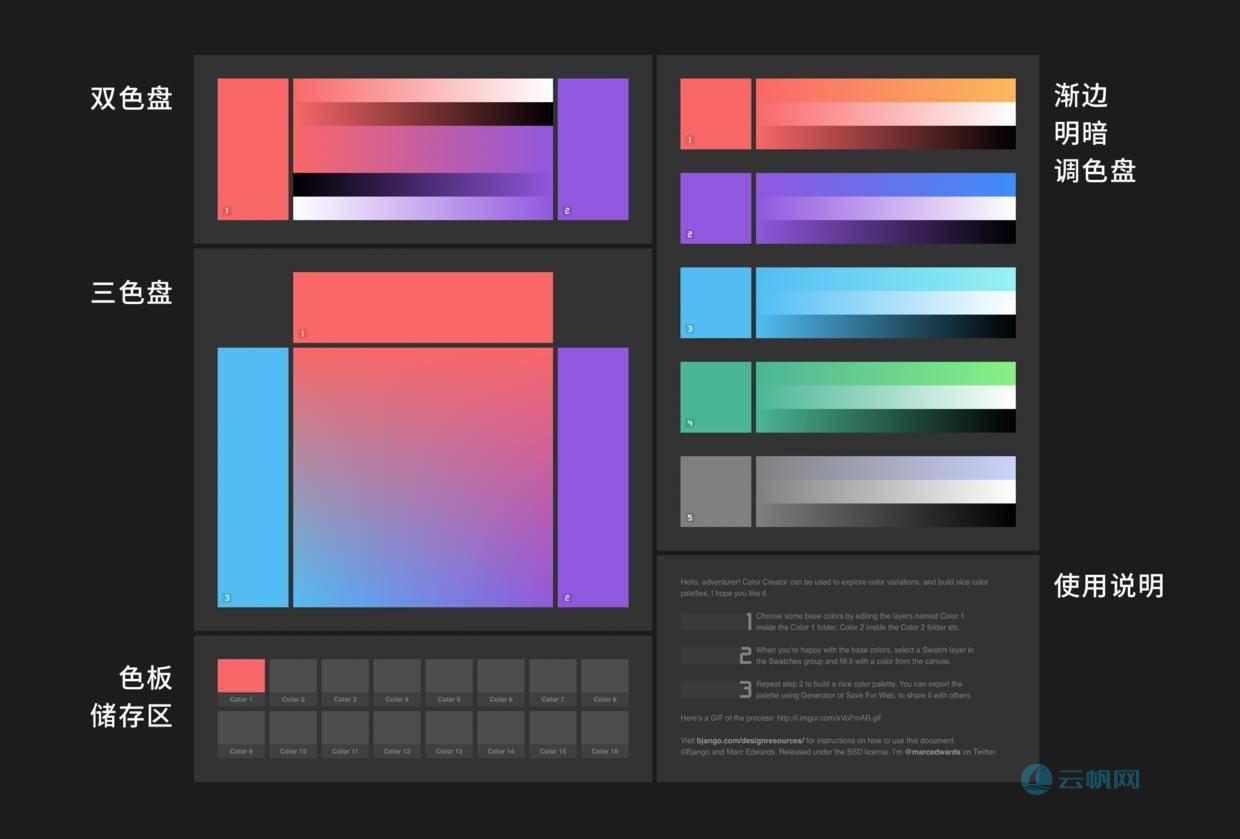 双色盘
1
2
三色盘
1
3
2
色板
储存区
Color 1 Color 2 Color 3 Color 4 Color 5 Color 6 Color 7 Color 8
Color 9 Color 10 Color 11 Color 12 Color 13 Color 14 Color 15 Color 16
渐边
明暗
调色盘
1
2
3
4
5
使用说明
Hello, adventurer! Color Creator can be used to explore color variations, and build nice color
palettes. I hope you like it.
1 Choose some base colors by editing the layers named Color 1
inside the Color 1 folder, Color 2 inside the Color 2 folder etc.
2 When you're happy with the base colors, select a Swatch layer in
the Swatches group and fill it with a color from the canvas.
3 Repeat step 2 to build a nice color palette. You can export the
palette using Generator or Save For Web, to share it with others.
Here's a GIF of the process: http://i.imgur.com/xVoFmAR.gif
Visit bjango.com/designresources/ for instructions on how to use this document.
©Bjango and Marc Edwards. Released under the BSD license. I'm @marcedwards on Twitter.
云帆网